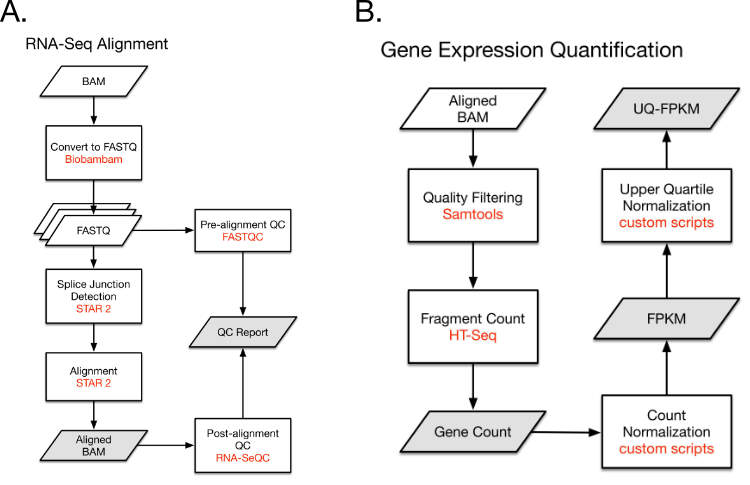 A.
RNA-Seq Alignment
BAM
Convert to FASTQ
Biobambam
FASTQ
Pre-alignment QC
FASTQC
Splice Junction
Detection
STAR 2
QC Report
Alignment
STAR 2
Aligned
BAM
Post-alignment
QC
RNA-SeQC
B.
Gene Expression Quantification
Aligned
BAM
Quality Filtering
Samtools
Fragment Count
HT-Seq
Gene Count
Count
Normalization
custom scripts
FPKM
Upper Quartile
Normalization
custom scripts
UQ-FPKM